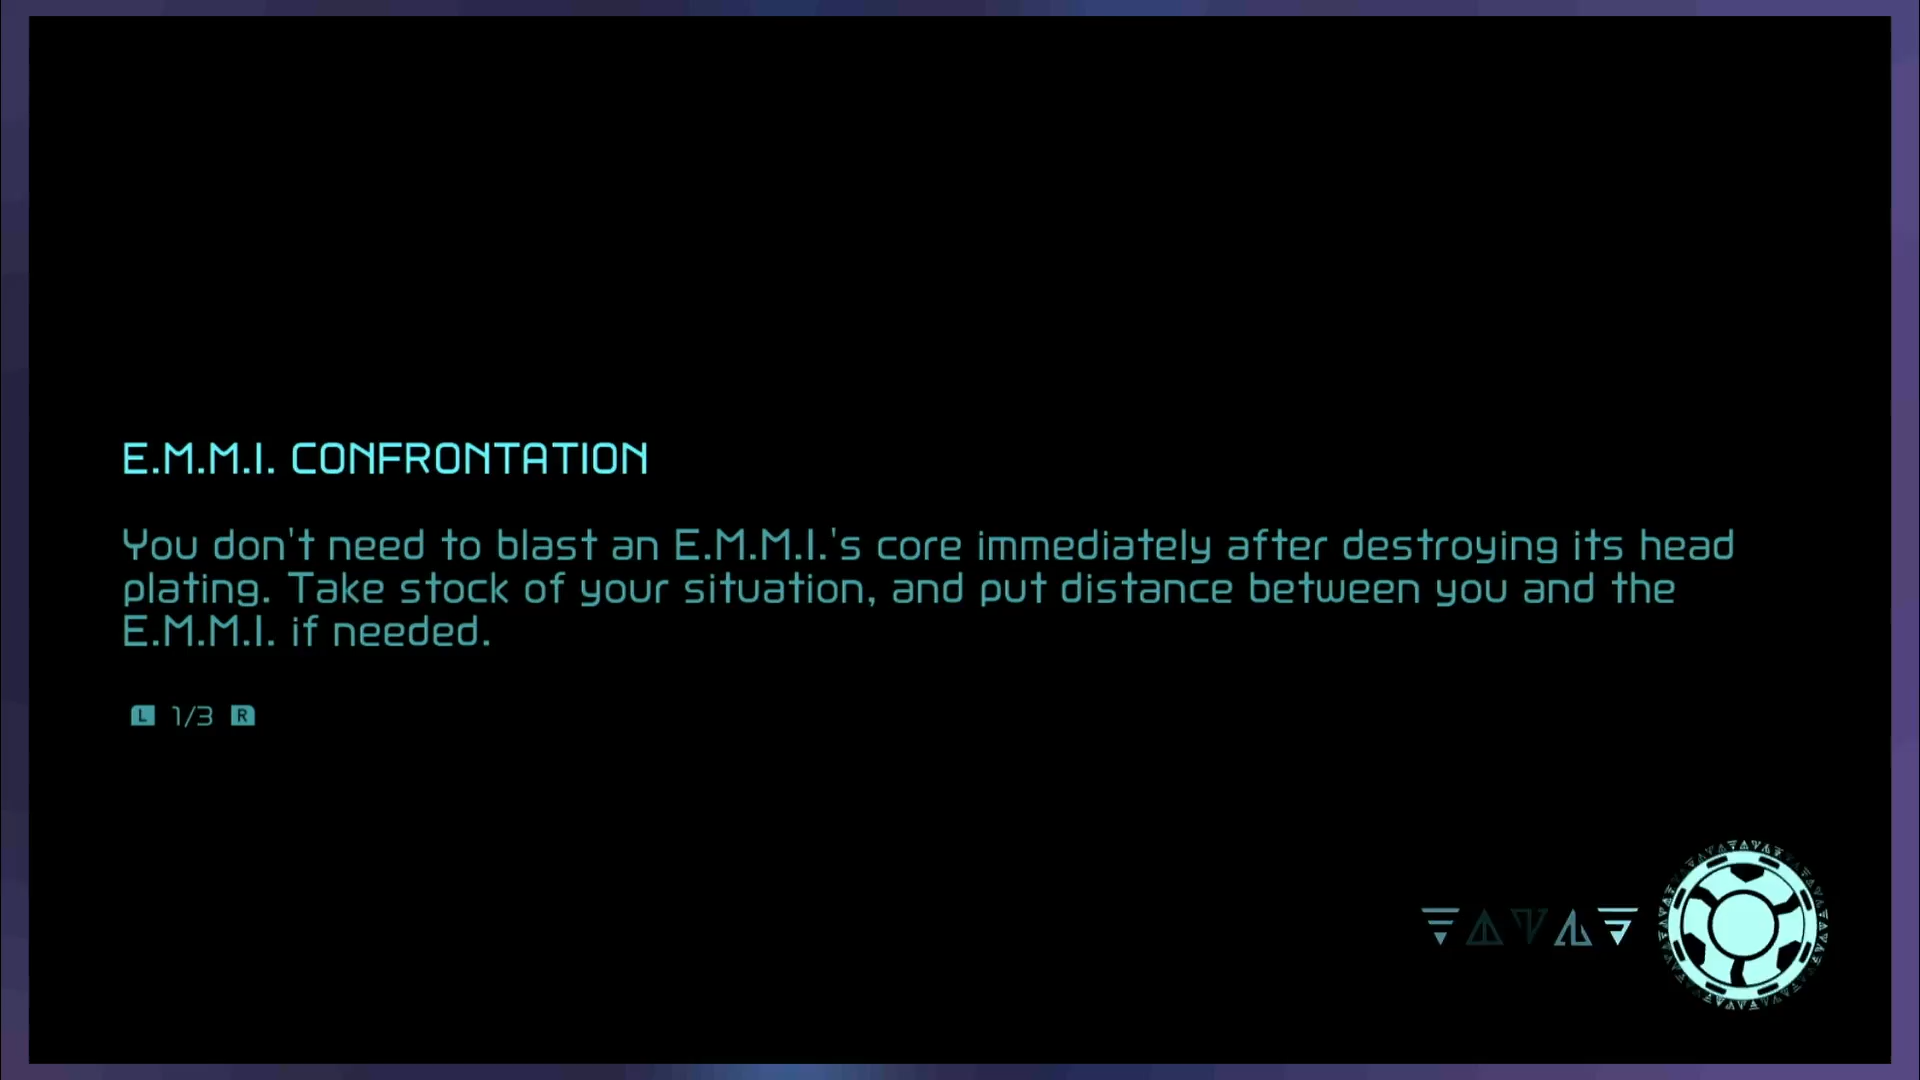 E.M.M.I. CONFRONTATION
You don't need to blast an E.M.M.I.'s core immediately after destroying its head
plating. Take stock of your situation, and put distance between you and the
E.M.M.I. if needed.
L 1/3 R